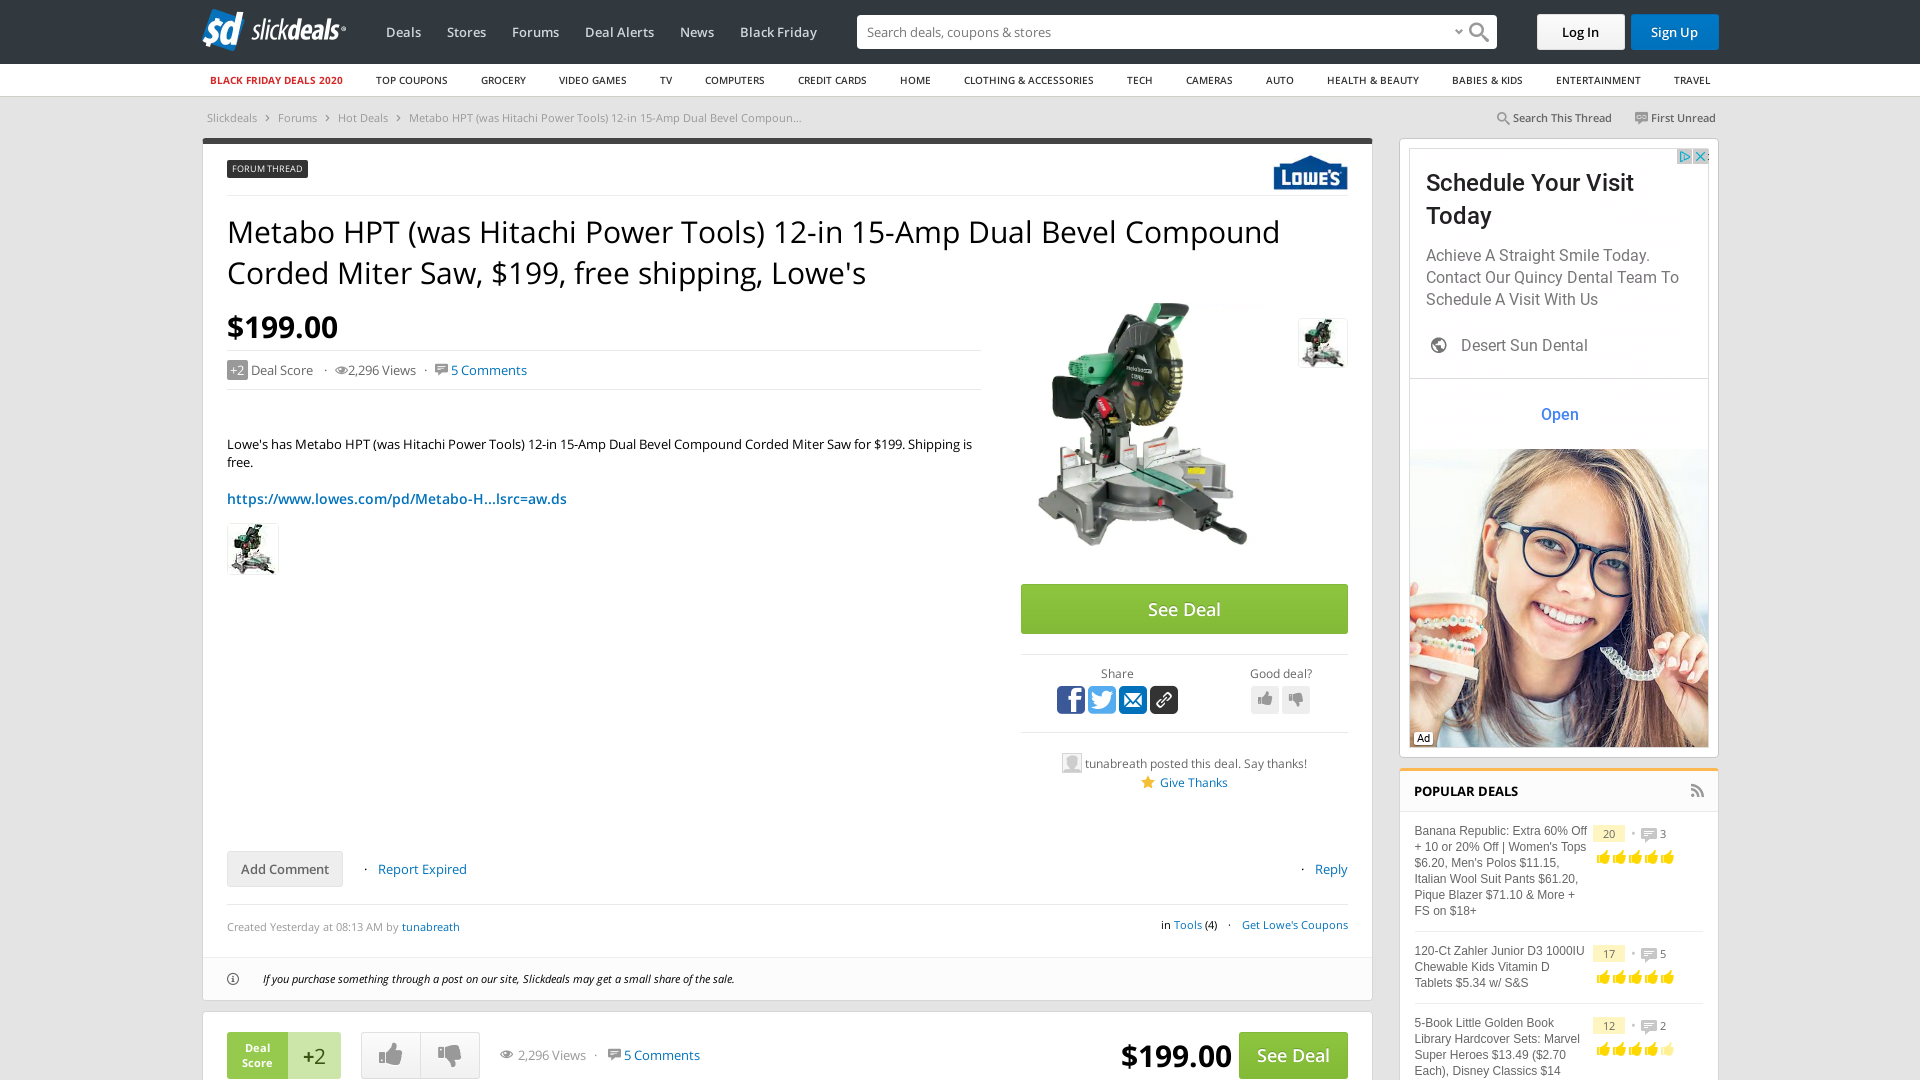 slickdeals
Deals
Stores
Forums
Deal Alerts
News
Black Friday
Search deals, coupons & stores
Log In
Sign Up
BLACK FRIDAY DEALS 2020
TOP COUPONS
GROCERY
VIDEO GAMES
TV
COMPUTERS
CREDIT CARDS
HOME
CLOTHING & ACCESSORIES
TECH
CAMERAS
AUTO
HEALTH & BEAUTY
BABIES & KIDS
ENTERTAINMENT
TRAVEL
Slickdeals > Forums > Hot Deals > Metabo HPT (was Hitachi Power Tools) 12-in 15-Amp Dual Bevel Compoun...
Search This Thread
First Unread
FORUM THREAD
LOWE'S
Metabo HPT (was Hitachi Power Tools) 12-in 15-Amp Dual Bevel Compound
Corded Miter Saw, $199, free shipping, Lowe's
$199.00
+2 Deal Score · 2,296 Views · 5 Comments
Lowe's has Metabo HPT (was Hitachi Power Tools) 12-in 15-Amp Dual Bevel Compound Corded Miter Saw for $199. Shipping is
free.
https://www.lowes.com/pd/Metabo-H...lsrc=aw.ds
See Deal
Share
Good deal?
tunabreath posted this deal. Say thanks!
Give Thanks
Add Comment
· Report Expired
· Reply
Created Yesterday at 08:13 AM by tunabreath
in Tools (4) · Get Lowe's Coupons
If you purchase something through a post on our site, Slickdeals may get a small share of the sale.
Deal
Score
+2
2,296 Views · 5 Comments
$199.00
See Deal
Schedule Your Visit
Today
Achieve A Straight Smile Today.
Contact Our Quincy Dental Team To
Schedule A Visit With Us
Desert Sun Dental
Open
Ad
POPULAR DEALS
Banana Republic: Extra 60% Off
+ 10 or 20% Off | Women's Tops
$6.20, Men's Polos $11.15,
Italian Wool Suit Pants $61.20,
Pique Blazer $71.10 & More +
FS on $18+
20 • 3
120-Ct Zahler Junior D3 1000IU
Chewable Kids Vitamin D
Tablets $5.34 w/ S&S
17 • 5
5-Book Little Golden Book
Library Hardcover Sets: Marvel
Super Heroes $13.49 ($2.70
Each), Disney Classics $14
12 • 2